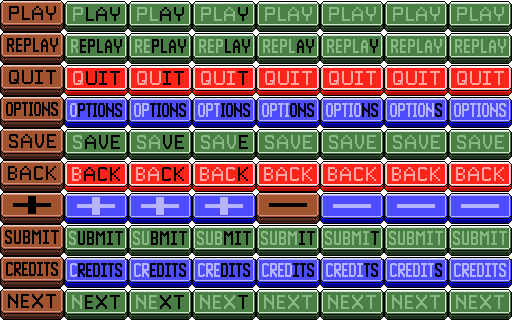 PLAY PLAY PLAY PLAY PLAY PLAY PLAY PLAY
REPLAY REPLAY REPLAY REPLAY REPLAY REPLAY REPLAY REPLAY
QUIT QUIT QUIT QUIT QUIT QUIT QUIT QUIT
OPTIONS OPTIONS OPTIONS OPTIONS OPTIONS OPTIONS OPTIONS OPTIONS
SAVE SAVE SAVE SAVE SAVE SAVE SAVE SAVE
BACK BACK BACK BACK BACK BACK BACK BACK
+ + + + - - - -
SUBMIT SUBMIT SUBMIT SUBMIT SUBMIT SUBMIT SUBMIT SUBMIT
CREDITS CREDITS CREDITS CREDITS CREDITS CREDITS CREDITS CREDITS
NEXT NEXT NEXT NEXT NEXT NEXT NEXT NEXT